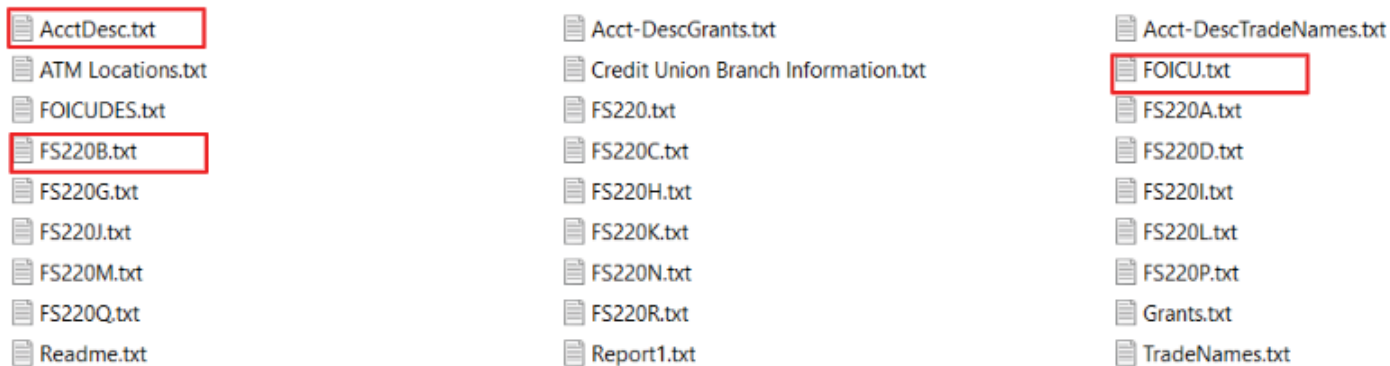 AcctDesc.txt Acct-DescGrants.txt Acct-DescTradeNames.txt
ATM Locations.txt Credit Union Branch Information.txt FOICU.txt
FOICUDES.txt FS220.txt FS220A.txt
FS220B.txt FS220C.txt FS220D.txt
FS220G.txt FS220H.txt FS220I.txt
FS220J.txt FS220K.txt FS220L.txt
FS220M.txt FS220N.txt FS220P.txt
FS220Q.txt FS220R.txt Grants.txt
Readme.txt Report1.txt TradeNames.txt